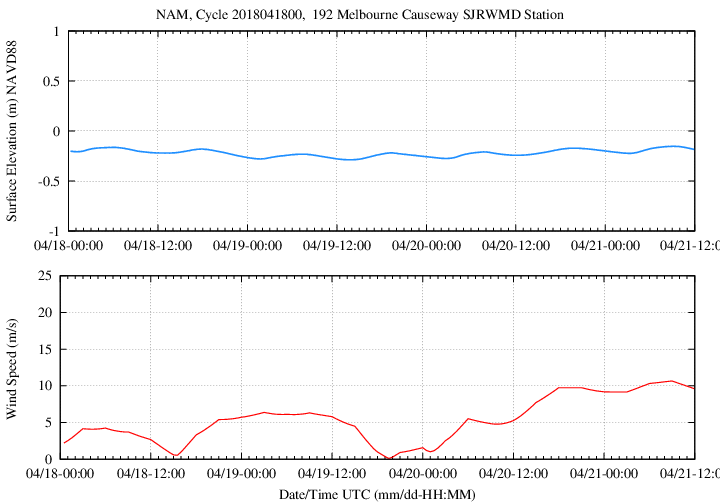 NAM, Cycle 2018041800,  192 Melbourne Causeway SJRWMD Station
Surface Elevation (m) NAVD88
1
0.5
0
-0.5
-1
04/18-00:00 04/18-12:00 04/19-00:00 04/19-12:00 04/20-00:00 04/20-12:00 04/21-00:00 04/21-12:0
Wind Speed (m/s)
25
20
15
10
5
0
04/18-00:00 04/18-12:00 04/19-00:00 04/19-12:00 04/20-00:00 04/20-12:00 04/21-00:00 04/21-12:0
Date/Time UTC (mm/dd-HH:MM)